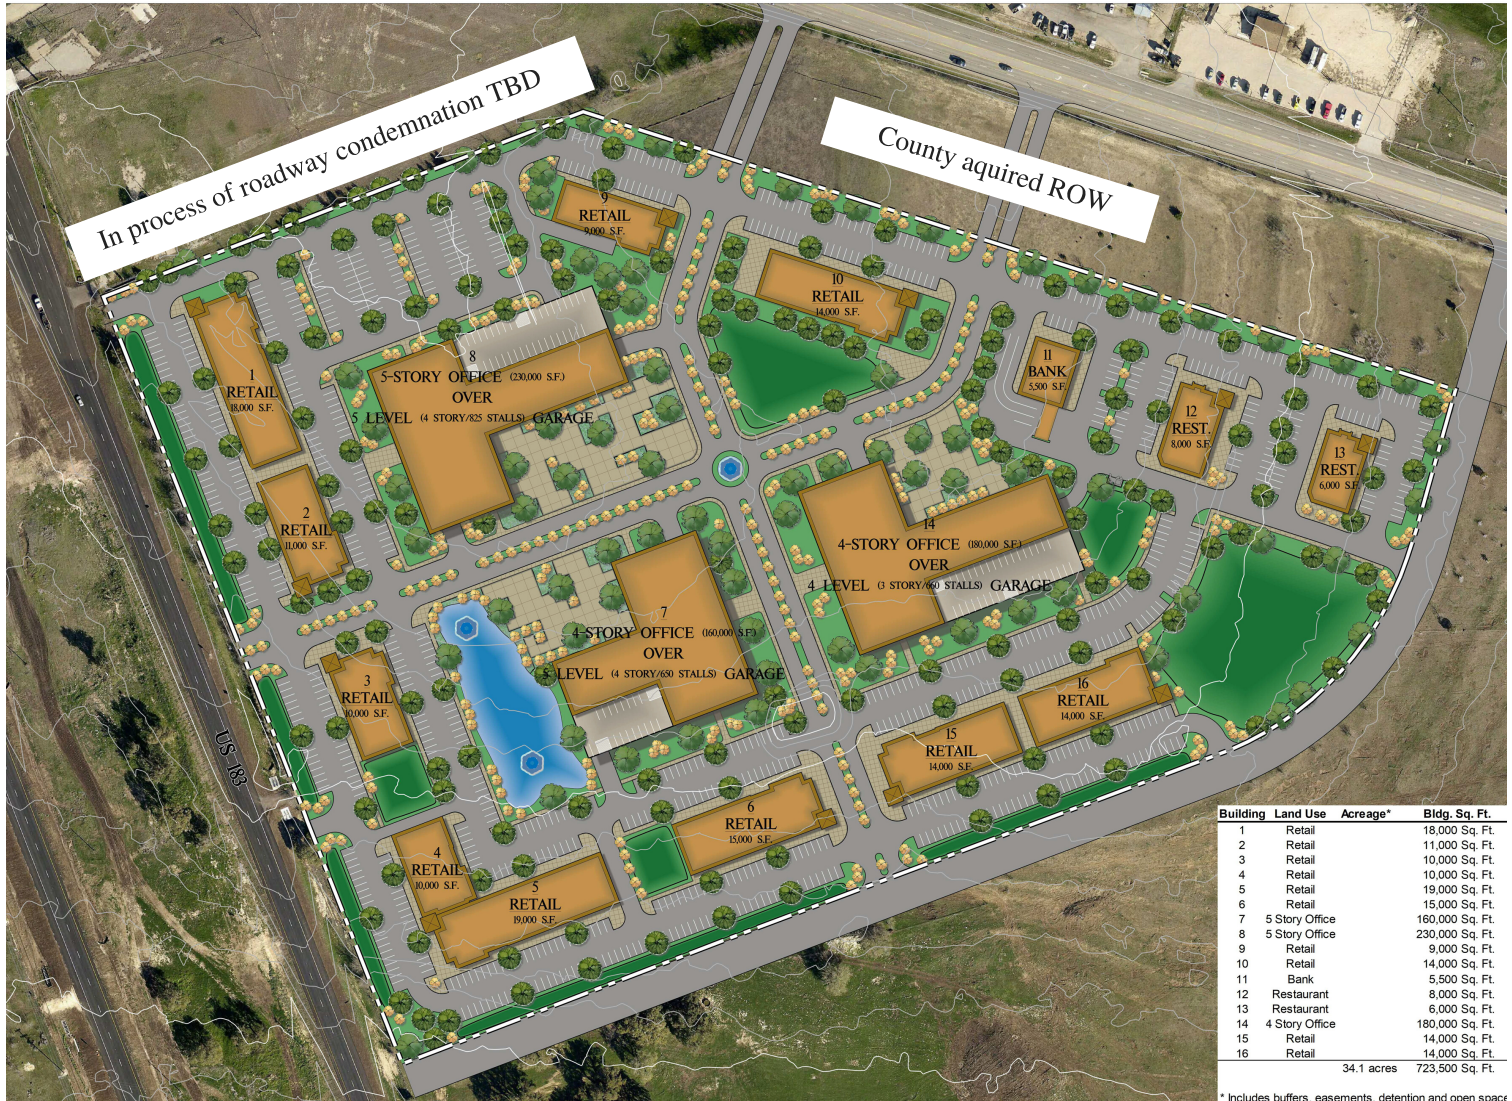 In process of roadway condemnation TBD
County aquired ROW
9
RETAIL
9,000 S.F.
10
RETAIL
14,000 S.F.
1
RETAIL
18,000 S.F.
8
5-STORY OFFICE (230,000 S.F.)
OVER
5 LEVEL (4 STORY/825 STALLS) GARAGE
11
BANK
5,500 S.F.
12
REST.
8,000 S.F.
13
REST.
6,000 S.F.
2
RETAIL
11,000 S.F.
14
4-STORY OFFICE (180,000 S.F.)
OVER
4 LEVEL (3 STORY/660 STALLS) GARAGE
7
4-STORY OFFICE (160,000 S.F.)
OVER
5 LEVEL (4 STORY/650 STALLS) GARAGE
3
RETAIL
10,000 S.F.
16
RETAIL
14,000 S.F.
15
RETAIL
14,000 S.F.
US 183
6
RETAIL
15,000 S.F.
4
RETAIL
10,000 S.F.
5
RETAIL
19,000 S.F.
Building Land Use Acreage* Bldg. Sq. Ft.
1 Retail 18,000 Sq. Ft.
2 Retail 11,000 Sq. Ft.
3 Retail 10,000 Sq. Ft.
4 Retail 10,000 Sq. Ft.
5 Retail 19,000 Sq. Ft.
6 Retail 15,000 Sq. Ft.
7 5 Story Office 160,000 Sq. Ft.
8 5 Story Office 230,000 Sq. Ft.
9 Retail 9,000 Sq. Ft.
10 Retail 14,000 Sq. Ft.
11 Bank 5,500 Sq. Ft.
12 Restaurant 8,000 Sq. Ft.
13 Restaurant 6,000 Sq. Ft.
14 4 Story Office 180,000 Sq. Ft.
15 Retail 14,000 Sq. Ft.
16 Retail 14,000 Sq. Ft.
34.1 acres 723,500 Sq. Ft.
* Includes buffers, easements, detention and open space